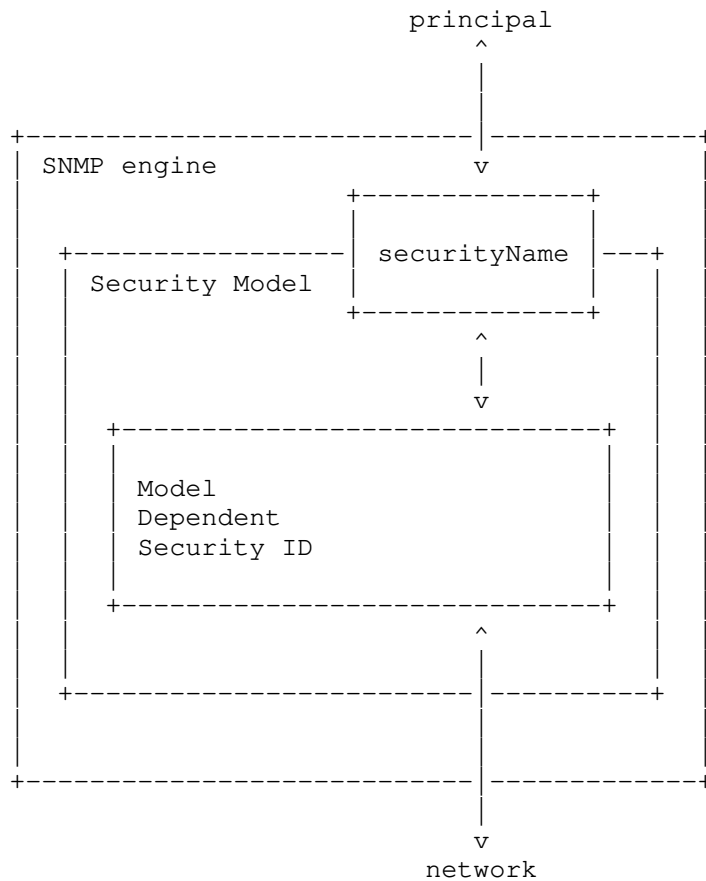 principal
SNMP engine
securityName
Security Model
Model
Dependent
Security ID
network